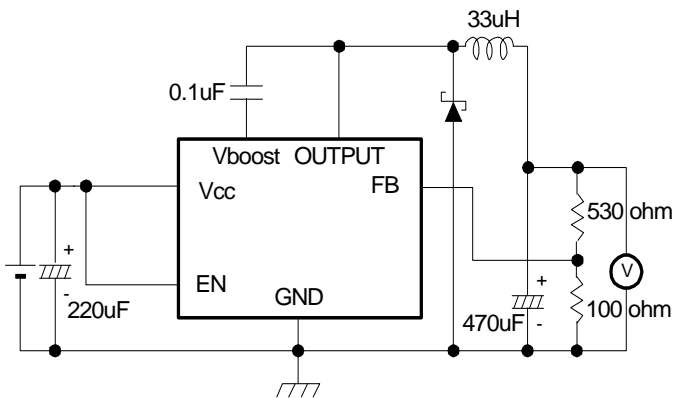 33uH
0.1uF
Vboost OUTPUT
Vcc
FB
530 ohm
+
+
V
EN
-
220uF
GND
470uF
-
100 ohm